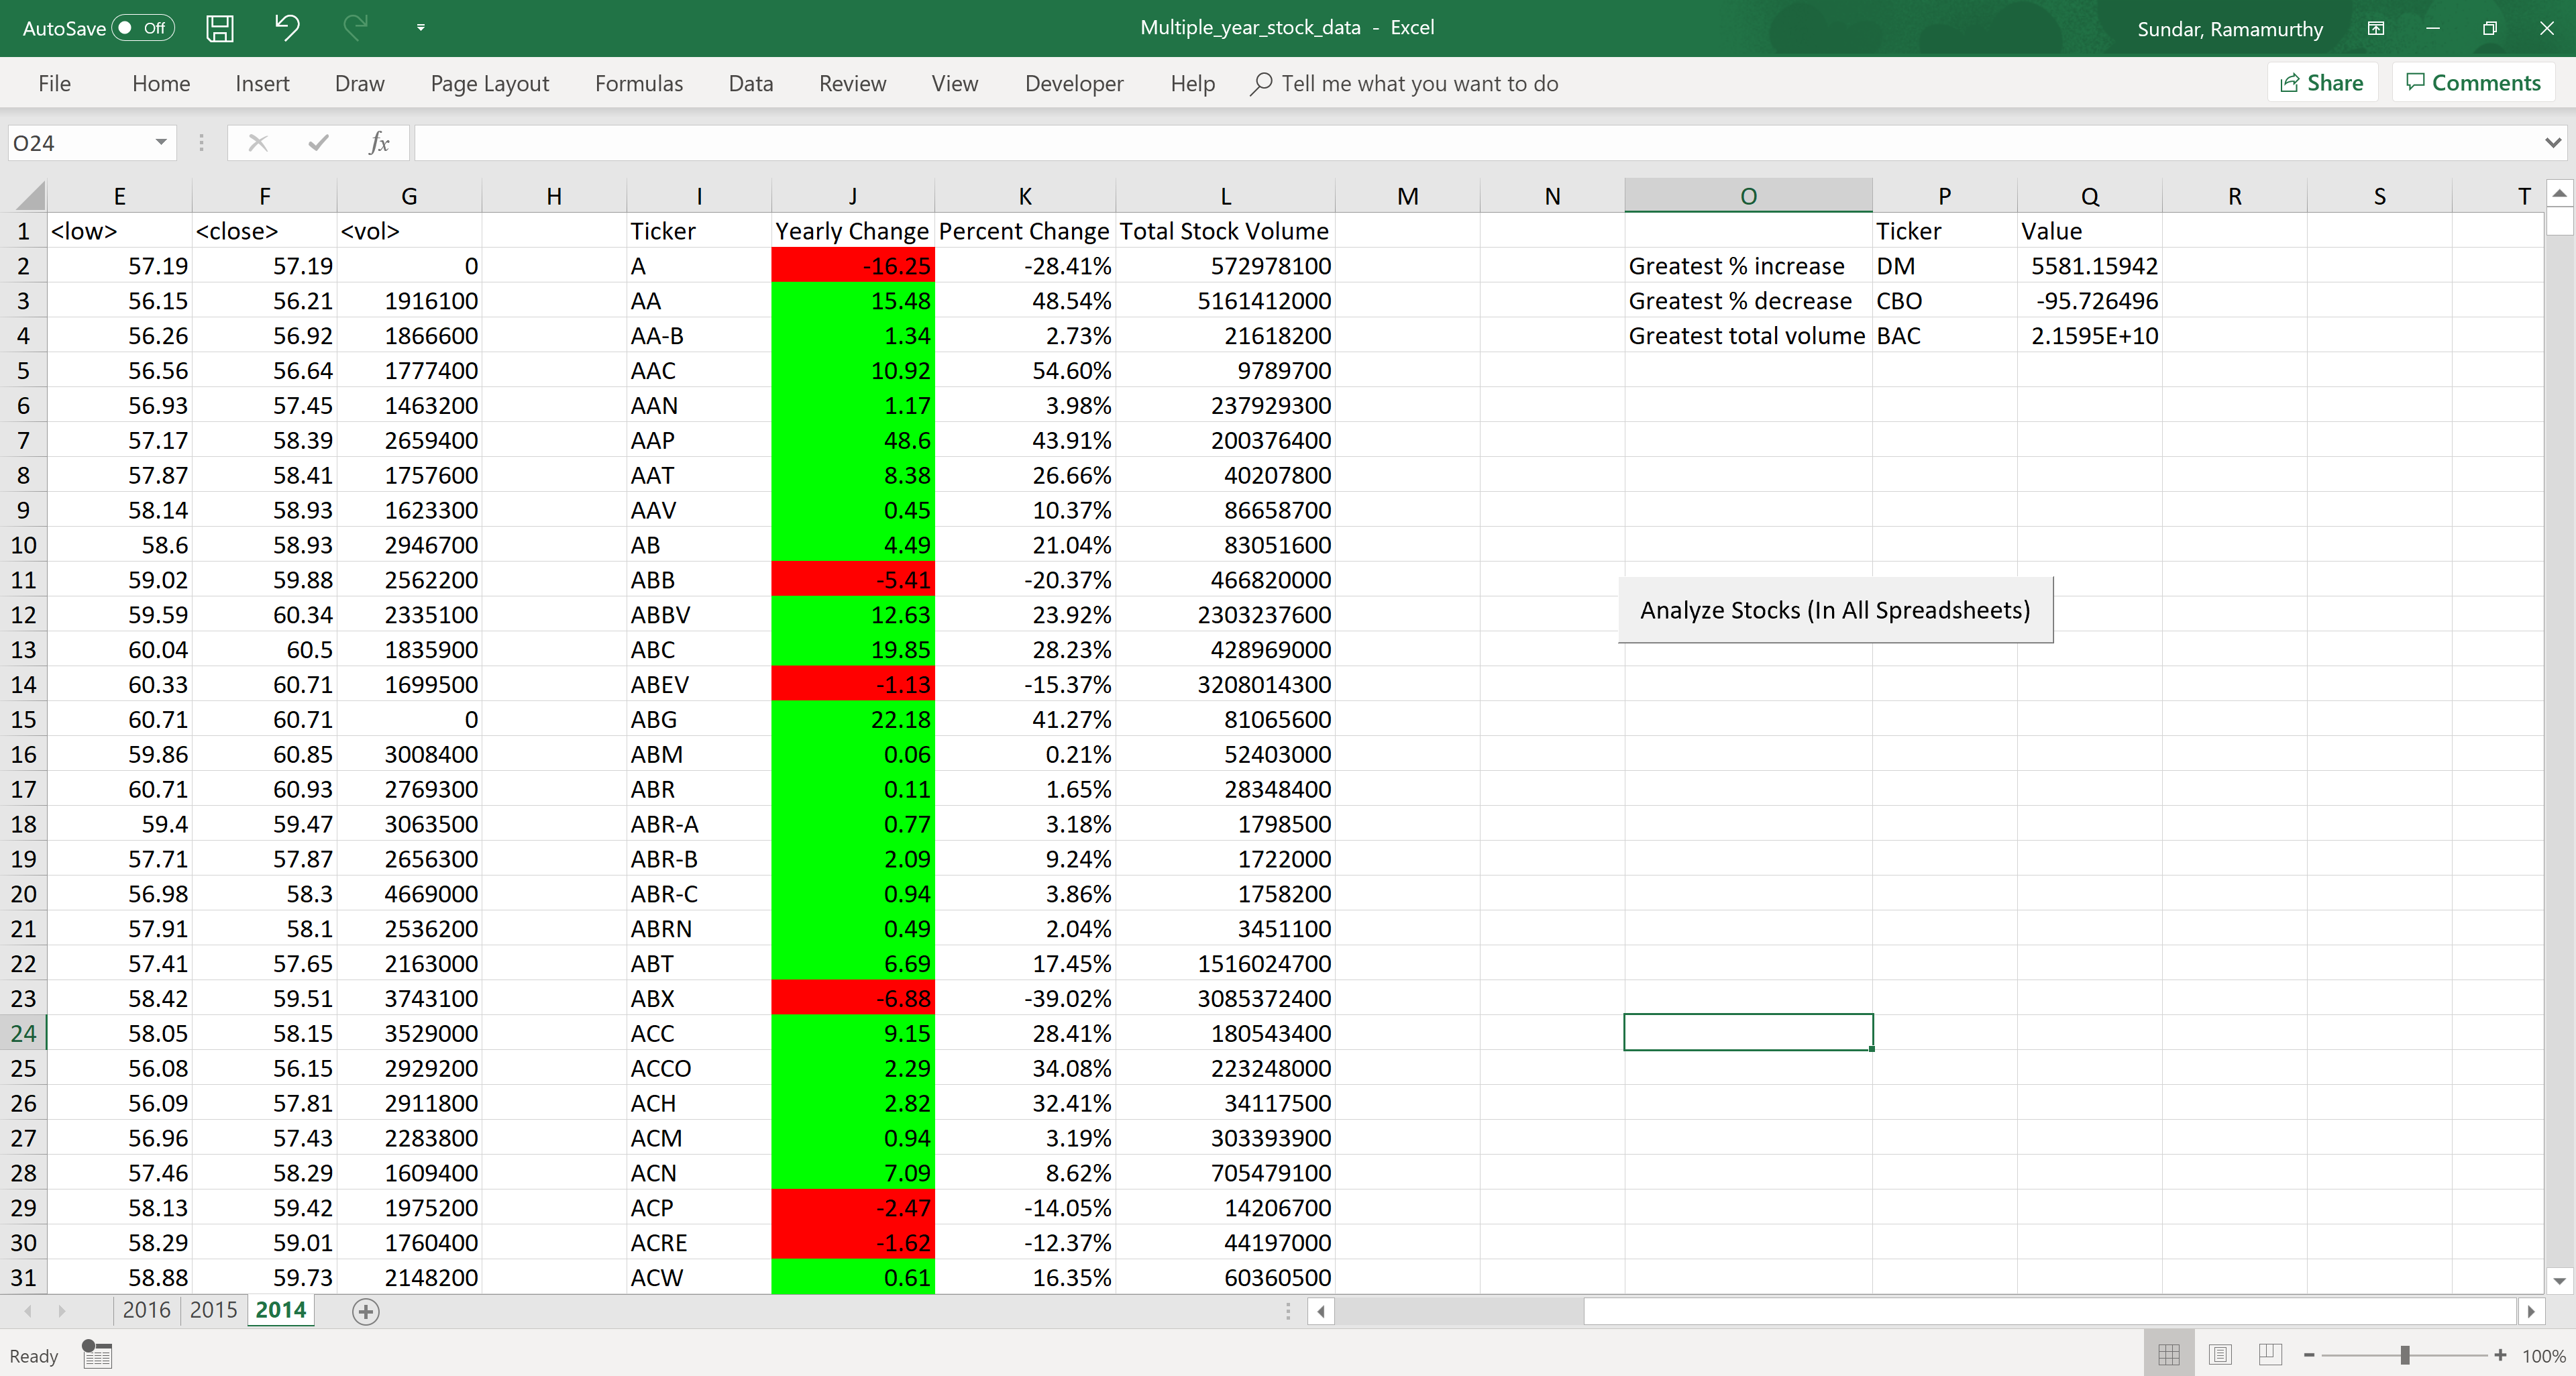 AutoSave Off Multiple_year_stock_data - Excel Sundar, Ramamurthy
File Home Insert Draw Page Layout Formulas Data Review View Developer Help Tell me what you want to do Share Comments
O24 fx
E F G H I J K L M N O P Q R S T
1 <low> <close> <vol> Ticker Yearly Change Percent Change Total Stock Volume Ticker Value
2 57.19 57.19 0 A -16.25 -28.41% 572978100 Greatest % increase DM 5581.15942
3 56.15 56.21 1916100 AA 15.48 48.54% 5161412000 Greatest % decrease CBO -95.726496
4 56.26 56.92 1866600 AA-B 1.34 2.73% 21618200 Greatest total volume BAC 2.1595E+10
5 56.56 56.64 1777400 AAC 10.92 54.60% 9789700
6 56.93 57.45 1463200 AAN 1.17 3.98% 237929300
7 57.17 58.39 2659400 AAP 48.6 43.91% 200376400
8 57.87 58.41 1757600 AAT 8.38 26.66% 40207800
9 58.14 58.93 1623300 AAV 0.45 10.37% 86658700
10 58.6 58.93 2946700 AB 4.49 21.04% 83051600
11 59.02 59.88 2562200 ABB -5.41 -20.37% 466820000
12 59.59 60.34 2335100 ABBV 12.63 23.92% 2303237600 Analyze Stocks (In All Spreadsheets)
13 60.04 60.5 1835900 ABC 19.85 28.23% 428969000
14 60.33 60.71 1699500 ABEV -1.13 -15.37% 3208014300
15 60.71 60.71 0 ABG 22.18 41.27% 81065600
16 59.86 60.85 3008400 ABM 0.06 0.21% 52403000
17 60.71 60.93 2769300 ABR 0.11 1.65% 28348400
18 59.4 59.47 3063500 ABR-A 0.77 3.18% 1798500
19 57.71 57.87 2656300 ABR-B 2.09 9.24% 1722000
20 56.98 58.3 4669000 ABR-C 0.94 3.86% 1758200
21 57.91 58.1 2536200 ABRN 0.49 2.04% 3451100
22 57.41 57.65 2163000 ABT 6.69 17.45% 1516024700
23 58.42 59.51 3743100 ABX -6.88 -39.02% 3085372400
24 58.05 58.15 3529000 ACC 9.15 28.41% 180543400
25 56.08 56.15 2929200 ACCO 2.29 34.08% 223248000
26 56.09 57.81 2911800 ACH 2.82 32.41% 34117500
27 56.96 57.43 2283800 ACM 0.94 3.19% 303393900
28 57.46 58.29 1609400 ACN 7.09 8.62% 705479100
29 58.13 59.42 1975200 ACP -2.47 -14.05% 14206700
30 58.29 59.01 1760400 ACRE -1.62 -12.37% 44197000
31 58.88 59.73 2148200 ACW 0.61 16.35% 60360500
2016 2015 2014
Ready 100%